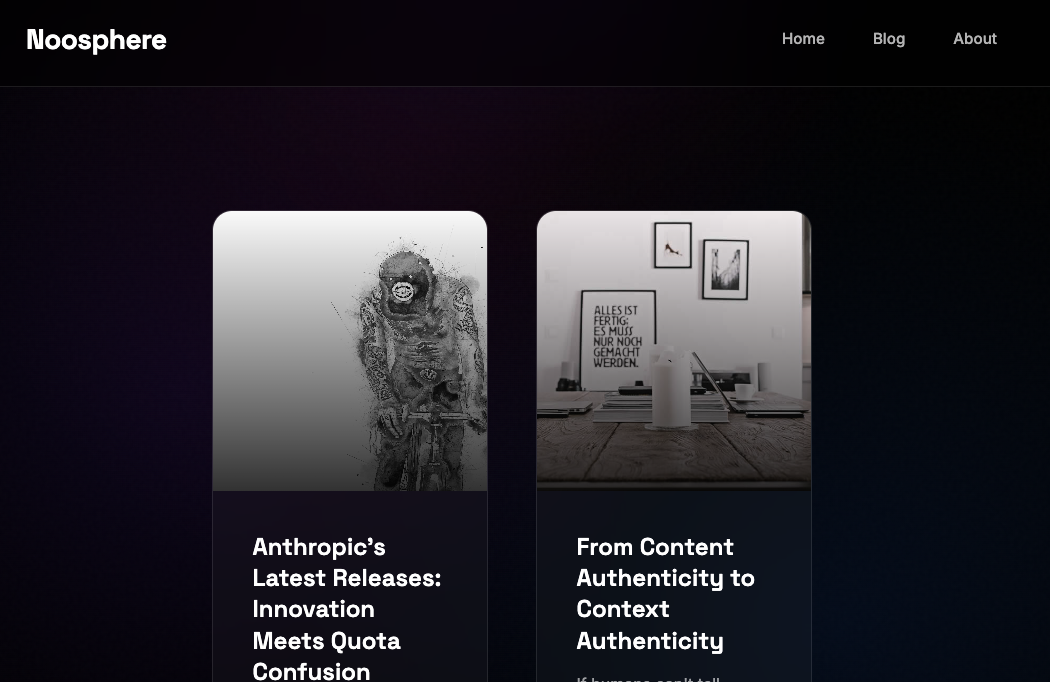 Noosphere
Home
Blog
About
ALLES IST
FERTIG;
ES MUSS
NUR NOCH
GEMACHT
WERDEN.
Anthropic's
Latest Releases:
Innovation
Meets Quota
Confusion
From Content
Authenticity to
Context
Authenticity
If humans can't tell